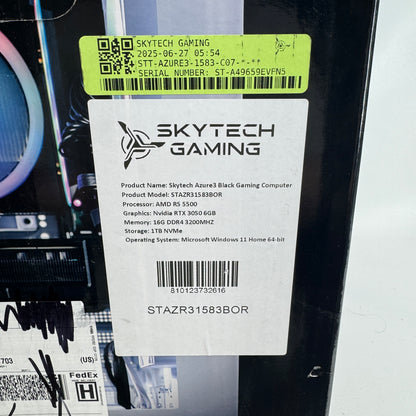 SKYTECH GAMING
2025-06-27 05:54
STT-AZURE3-1583-C07-*-**
SERIAL NUMBER: ST-A49659EVFN5
SKYTECH
GAMING
Product Name: Skytech Azure3 Black Gaming Computer
Product Model: STAZR31583BOR
Processor: AMD R5 5500
Graphics: Nvidia RTX 3050 6GB
Memory: 16G DDR4 3200MHZ
Storage: 1TB NVMe
Operating System: Microsoft Windows 11 Home 64-bit
810123732616
STAZR31583BOR
703
(US)
FedEx
H